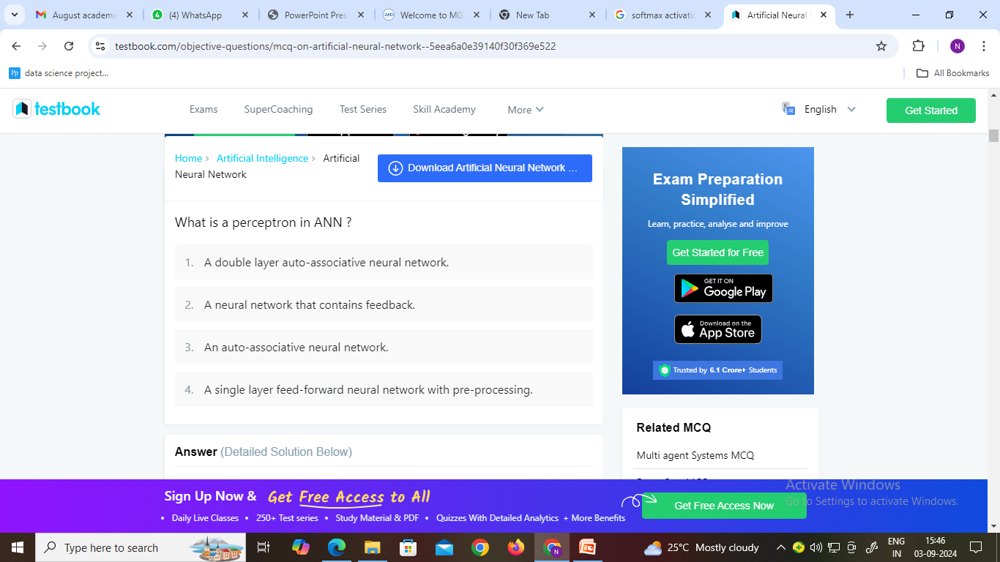 August academic
(4) WhatsApp
PowerPoint Pres
Welcome to MG
New Tab
softmax activatio
Artificial Neural
testbook.com/objective-questions/mcq-on-artificial-neural-network--5eea6a0e39140f30f369e522
N
Pp data science project...
All Bookmarks
testbook
Exams
SuperCoaching
Test Series
Skill Academy
More
English
Get Started
Home > Artificial Intelligence > Artificial
Neural Network
Download Artificial Neural Network ...
What is a perceptron in ANN ?
1. A double layer auto-associative neural network.
2. A neural network that contains feedback.
3. An auto-associative neural network.
4. A single layer feed-forward neural network with pre-processing.
Answer (Detailed Solution Below)
Exam Preparation
Simplified
Learn, practice, analyse and improve
Get Started for Free
GET IT ON
Google Play
Download on the
App Store
Trusted by 6.1 Crore+ Students
Related MCQ
Multi agent Systems MCQ
Sign Up Now & Get Free Access to All
• Daily Live Classes • 250+ Test series • Study Material & PDF • Quizzes With Detailed Analytics + More Benefits
Get Free Access Now
Activate Windows
Go to Settings to activate Windows.
Type here to search
25°C Mostly cloudy
ENG
IN
15:46
03-09-2024